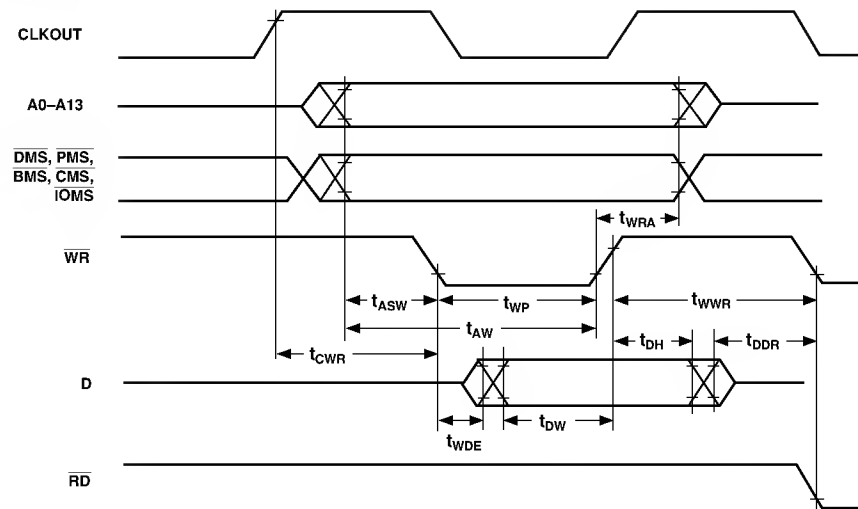 CLKOUT
A0–A13
DMS, PMS,
BMS, CMS,
IOMS
tWRA
WR
tASW
tWP
tWWR
tAW
tCWR
tDH
tDDR
D
tWDE
tDW
RD